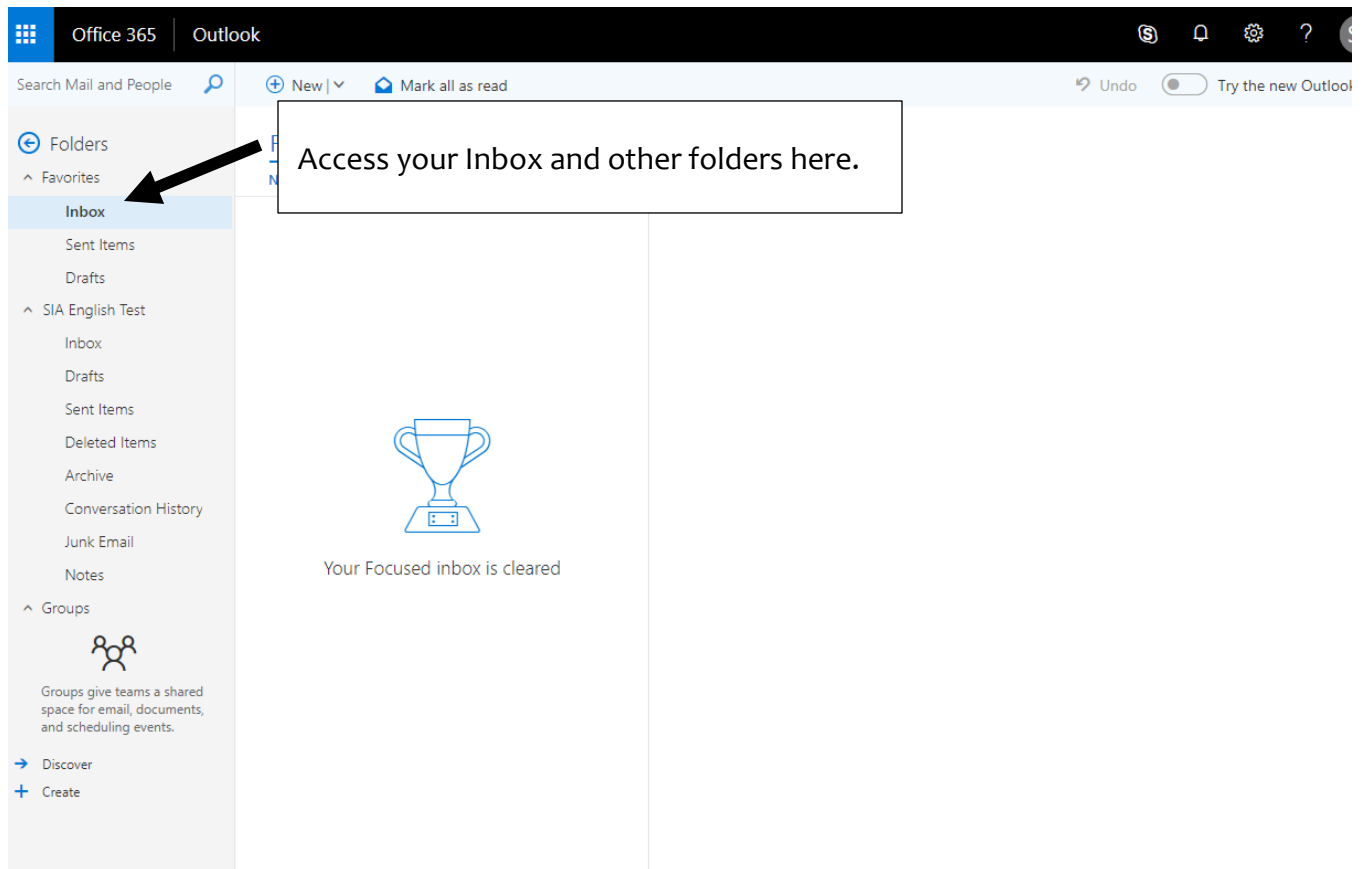 Office 365 Outlook
Search Mail and People New Mark all as read Undo Try the new Outlook
Folders
Access your Inbox and other folders here.
Favorites
Inbox
Sent Items
Drafts
SIA English Test
Inbox
Drafts
Sent Items
Deleted Items
Archive
Conversation History
Junk Email
Notes
Your Focused inbox is cleared
Groups
Groups give teams a shared
space for email, documents,
and scheduling events.
Discover
Create